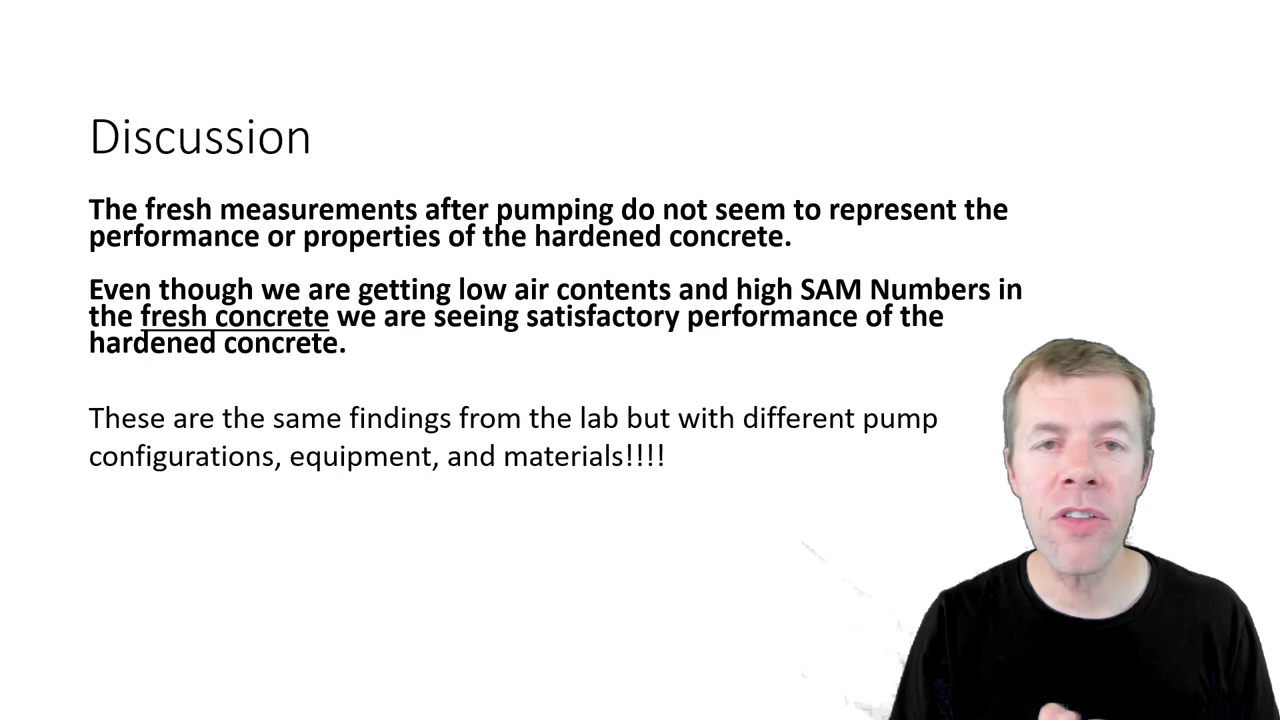 Discussion
The fresh measurements after pumping do not seem to represent the
performance or properties of the hardened concrete.
Even though we are getting low air contents and high SAM Numbers in
the fresh concrete we are seeing satisfactory performance of the
hardened concrete.
These are the same findings from the lab but with different pump
configurations, equipment, and materials!!!!